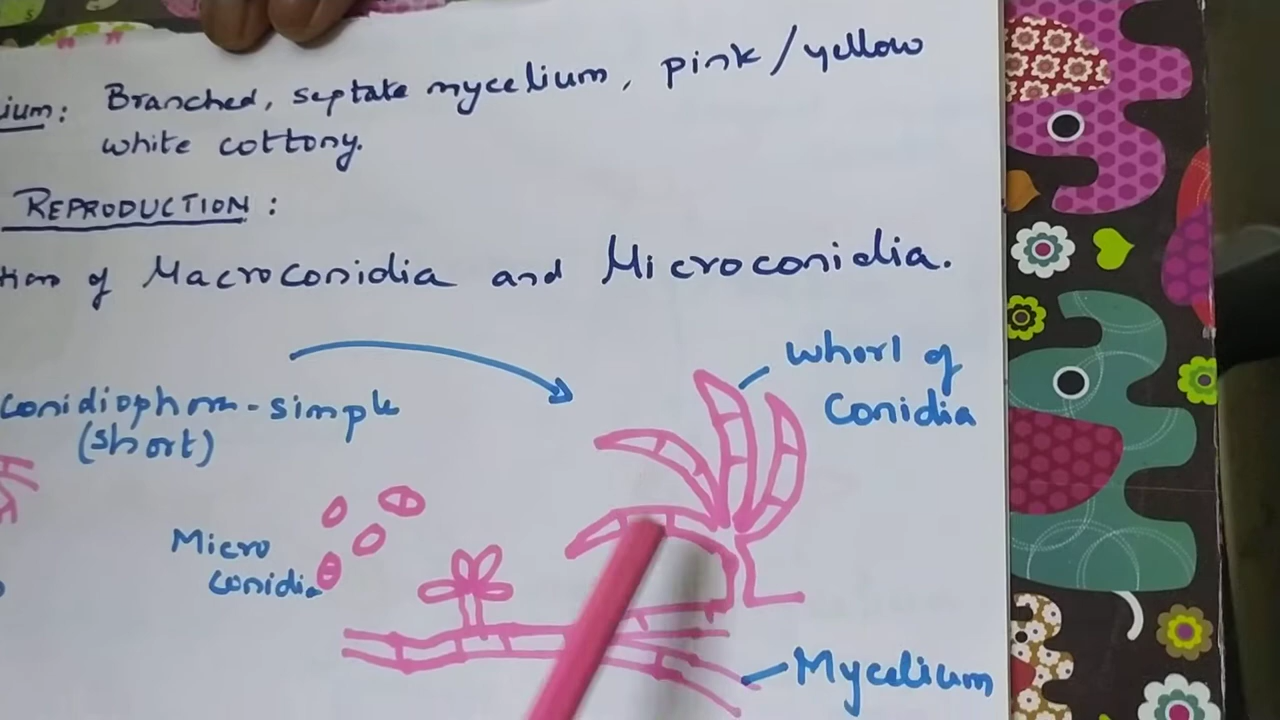 ium: Branched, septate mycelium, pink/yellow
white cottony.
REPRODUCTION:
tion of Macroconidia and Microconidia.
Whorl of
Conidia
conidiophore - simple
(short)
Micro
conidia
Mycelium